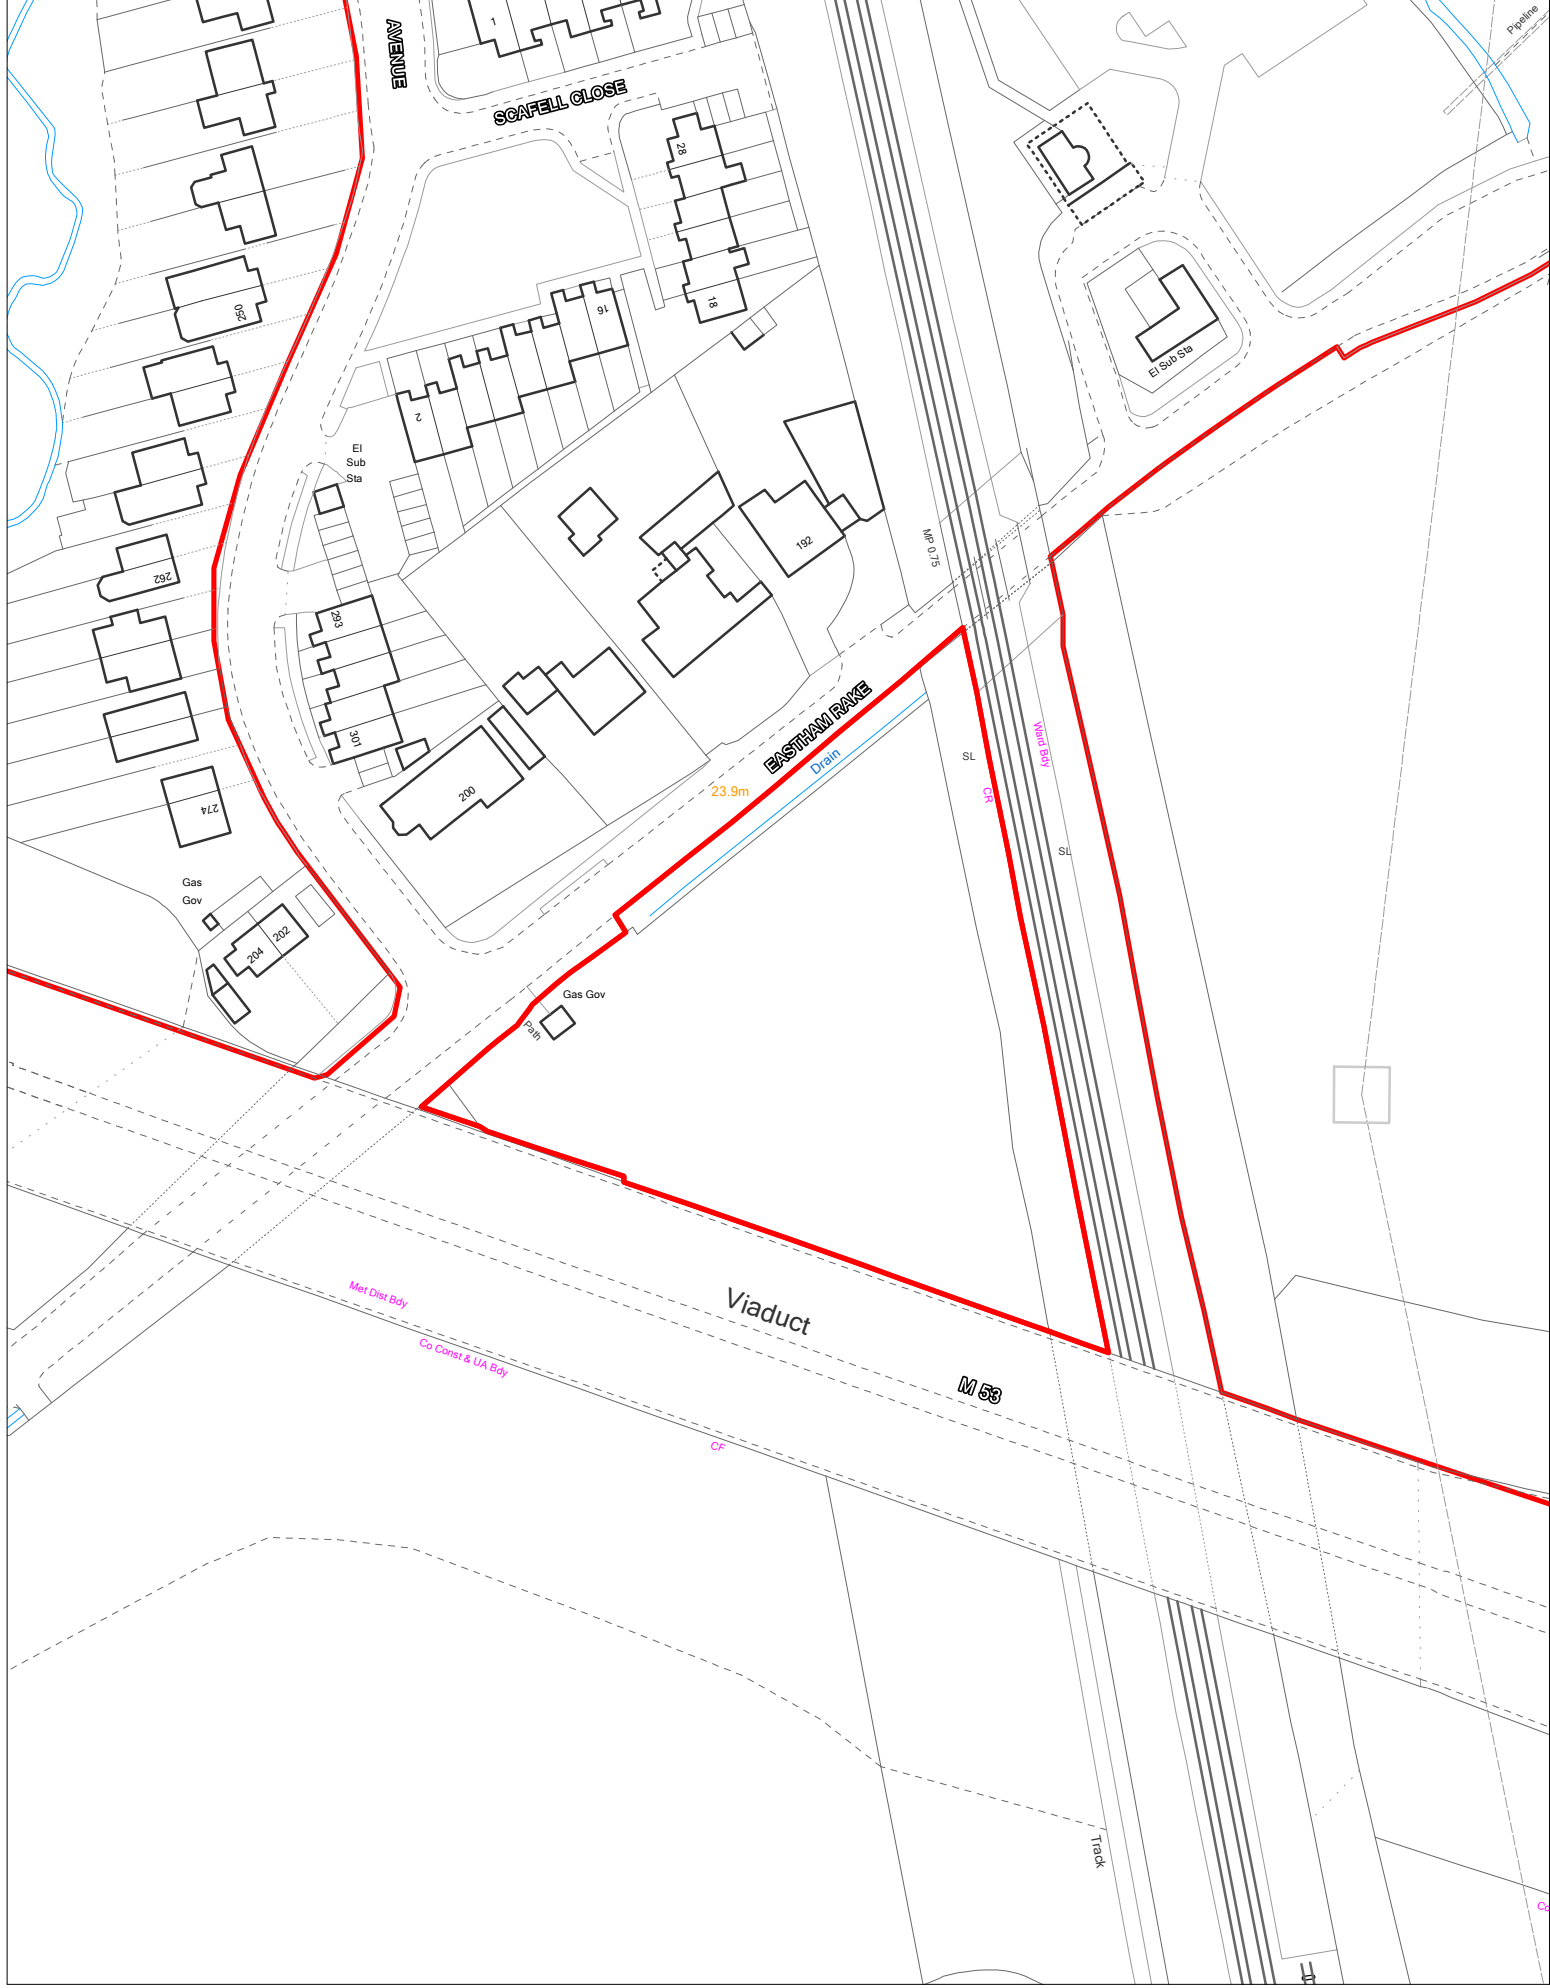 1
Pipeline
AVENUE
SCAFELL CLOSE
28
250
18
16
El Sub Sta
2
El
Sub
Sta
192
MP 0.75
262
293
301
EASTHAM RAKE
Ward Bdy
SL
Drain
23.9m
CR
200
274
SL
Gas
Gov
202
204
Gas Gov
Path
Met Dist Bdy
Viaduct
Co Const & UA Bdy
M 53
CF
Track
Co